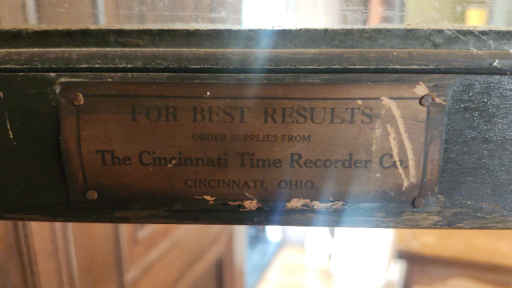 FOR BEST RESULTS
ORDER SUPPLIES FROM
The Cincinnati Time Recorder Co.
CINCINNATI, OHIO.